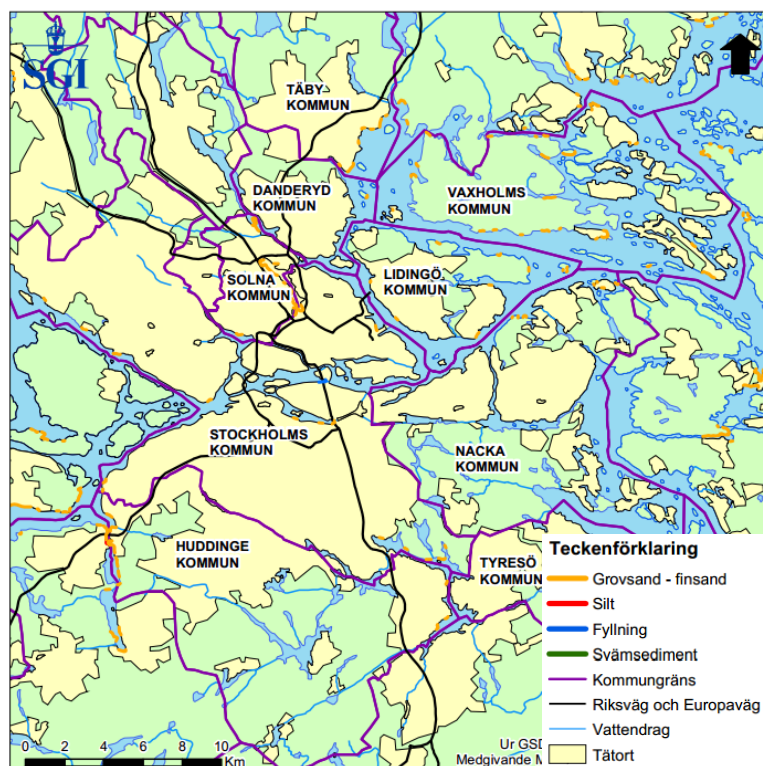 SGI
TÄBY
KOMMUN
DANDERYD
KOMMUN
VAXHOLMS
KOMMUN
SOLNA
KOMMUN
LIDINGÖ
KOMMUN
STOCKHOLMS
KOMMUN
NACKA
KOMMUN
HUDDINGE
KOMMUN
TYRESÖ
KOMMUN
Teckenförklaring
Grovsand - finsand
Silt
Fyllning
Svämsediment
Kommungräns
Riksväg och Europaväg
Vattendrag
Tätort
0 2 4 6 8 10
Km
Ur GSD
Medgivande M